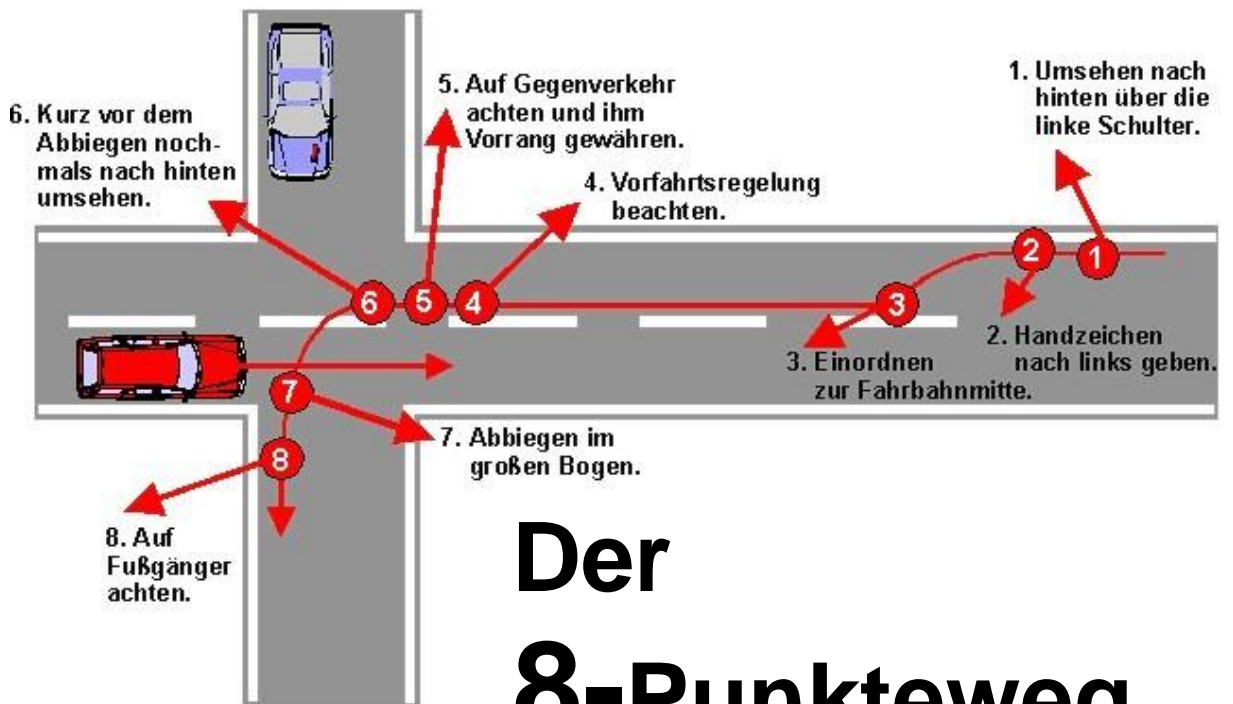 1. Umsehen nach
hinten über die
linke Schulter.
2. Handzeichen
nach links geben.
3. Einordnen
zur Fahrbahnmitte.
4. Vorfahrtsregelung
beachten.
5. Auf Gegenverkehr
achten und ihm
Vorrang gewähren.
6. Kurz vor dem
Abbiegen noch-
mals nach hinten
umsehen.
7. Abbiegen im
großen Bogen.
8. Auf
Fußgänger
achten.
1
2
3
4
5
6
7
8
Der
8-Punkteweg